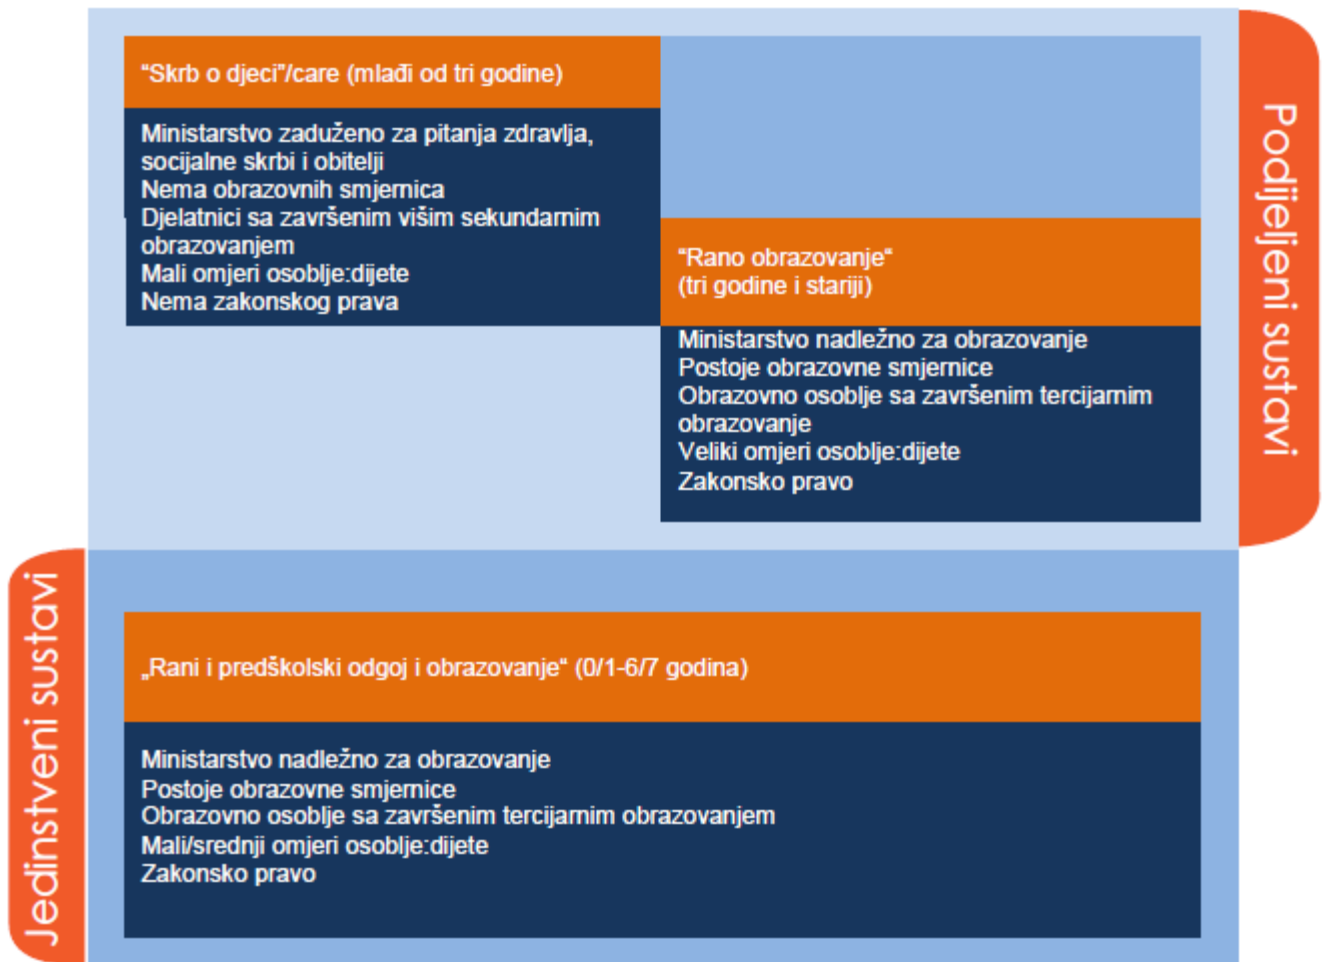 “Skrb o djeci”/care (mlađi od tri godine)
Ministarstvo zaduženo za pitanja zdravlja,
socijalne skrbi i obitelji
Nema obrazovnih smjernica
Djelatnici sa završenim višim sekundarnim
obrazovanjem
Mali omjeri osoblje:dijete
Nema zakonskog prava
“Rano obrazovanje“
(tri godine i stariji)
Ministarstvo nadležno za obrazovanje
Postoje obrazovne smjernice
Obrazovno osoblje sa završenim tercijarnim
obrazovanje
Veliki omjeri osoblje:dijete
Zakonsko pravo
Podijeljeni sustavi
Jedinstveni sustavi
„Rani i predškolski odgoj i obrazovanje“ (0/1-6/7 godina)
Ministarstvo nadležno za obrazovanje
Postoje obrazovne smjernice
Obrazovno osoblje sa završenim tercijarnim obrazovanjem
Mali/srednji omjeri osoblje:dijete
Zakonsko pravo